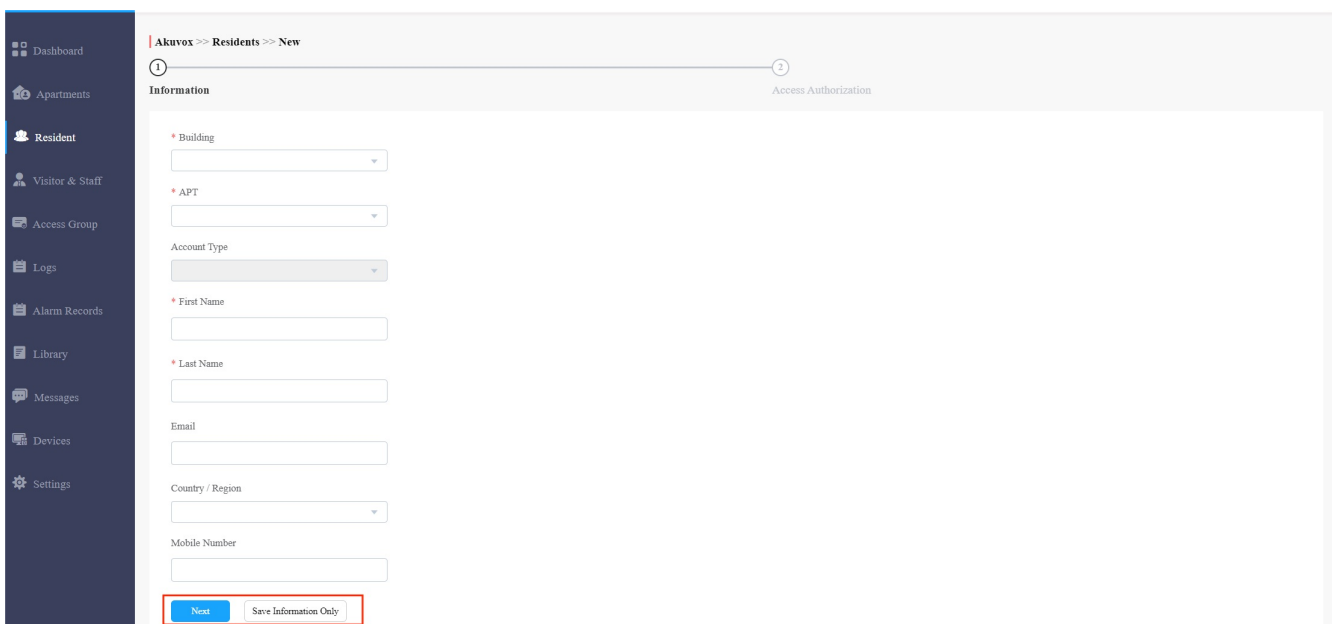 Dashboard
Apartments
Resident
Visitor & Staff
Access Group
Logs
Alarm Records
Library
Messages
Devices
Settings
Akuvox >> Residents >> New
1
2
Information
Access Authorization
* Building
* APT
Account Type
* First Name
* Last Name
Email
Country / Region
Mobile Number
Next
Save Information Only